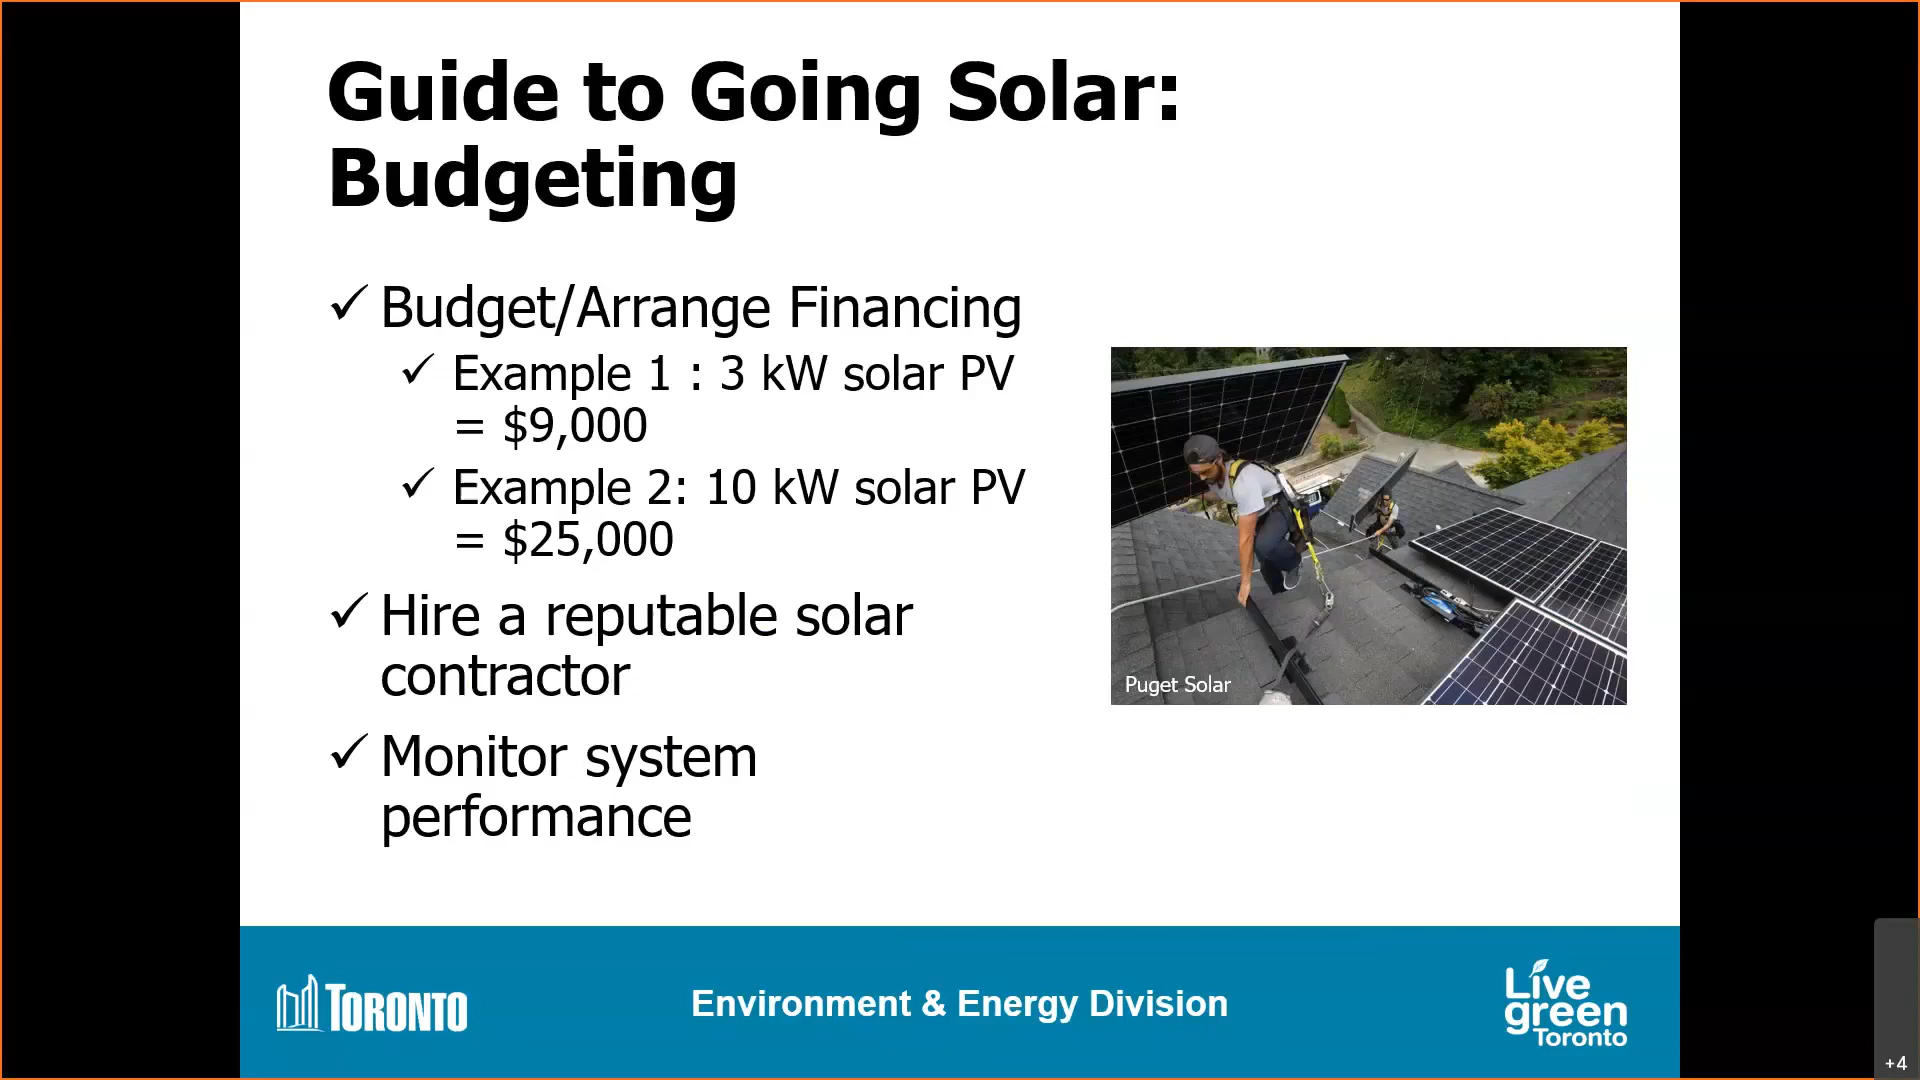 Guide to Going Solar:
Budgeting
✓ Budget/Arrange Financing
✓ Example 1 : 3 kW solar PV
= $9,000
✓ Example 2: 10 kW solar PV
= $25,000
✓ Hire a reputable solar
contractor
✓ Monitor system
performance
Puget Solar
TORONTO
Environment & Energy Division
Live
green
Toronto
+4